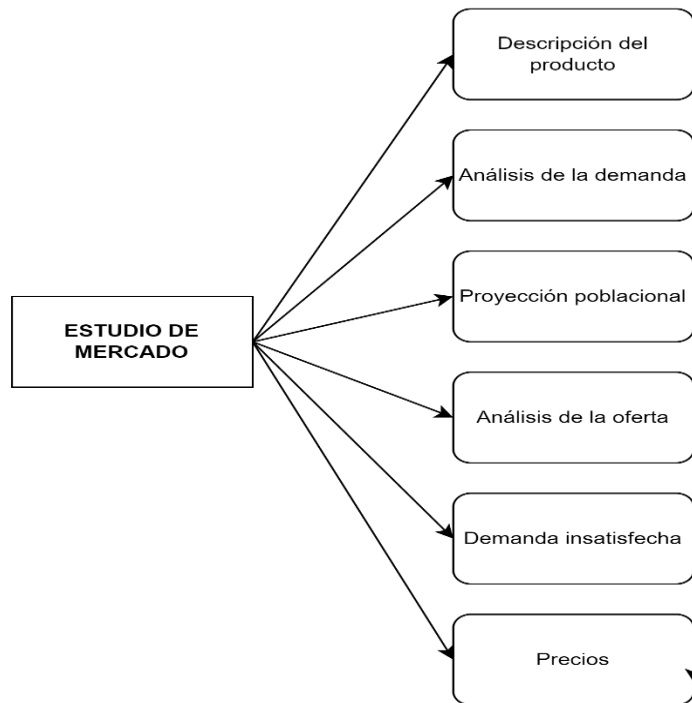 Descripción del
producto
Análisis de la demanda
Proyección poblacional
ESTUDIO DE
MERCADO
Análisis de la oferta
Demanda insatisfecha
Precios